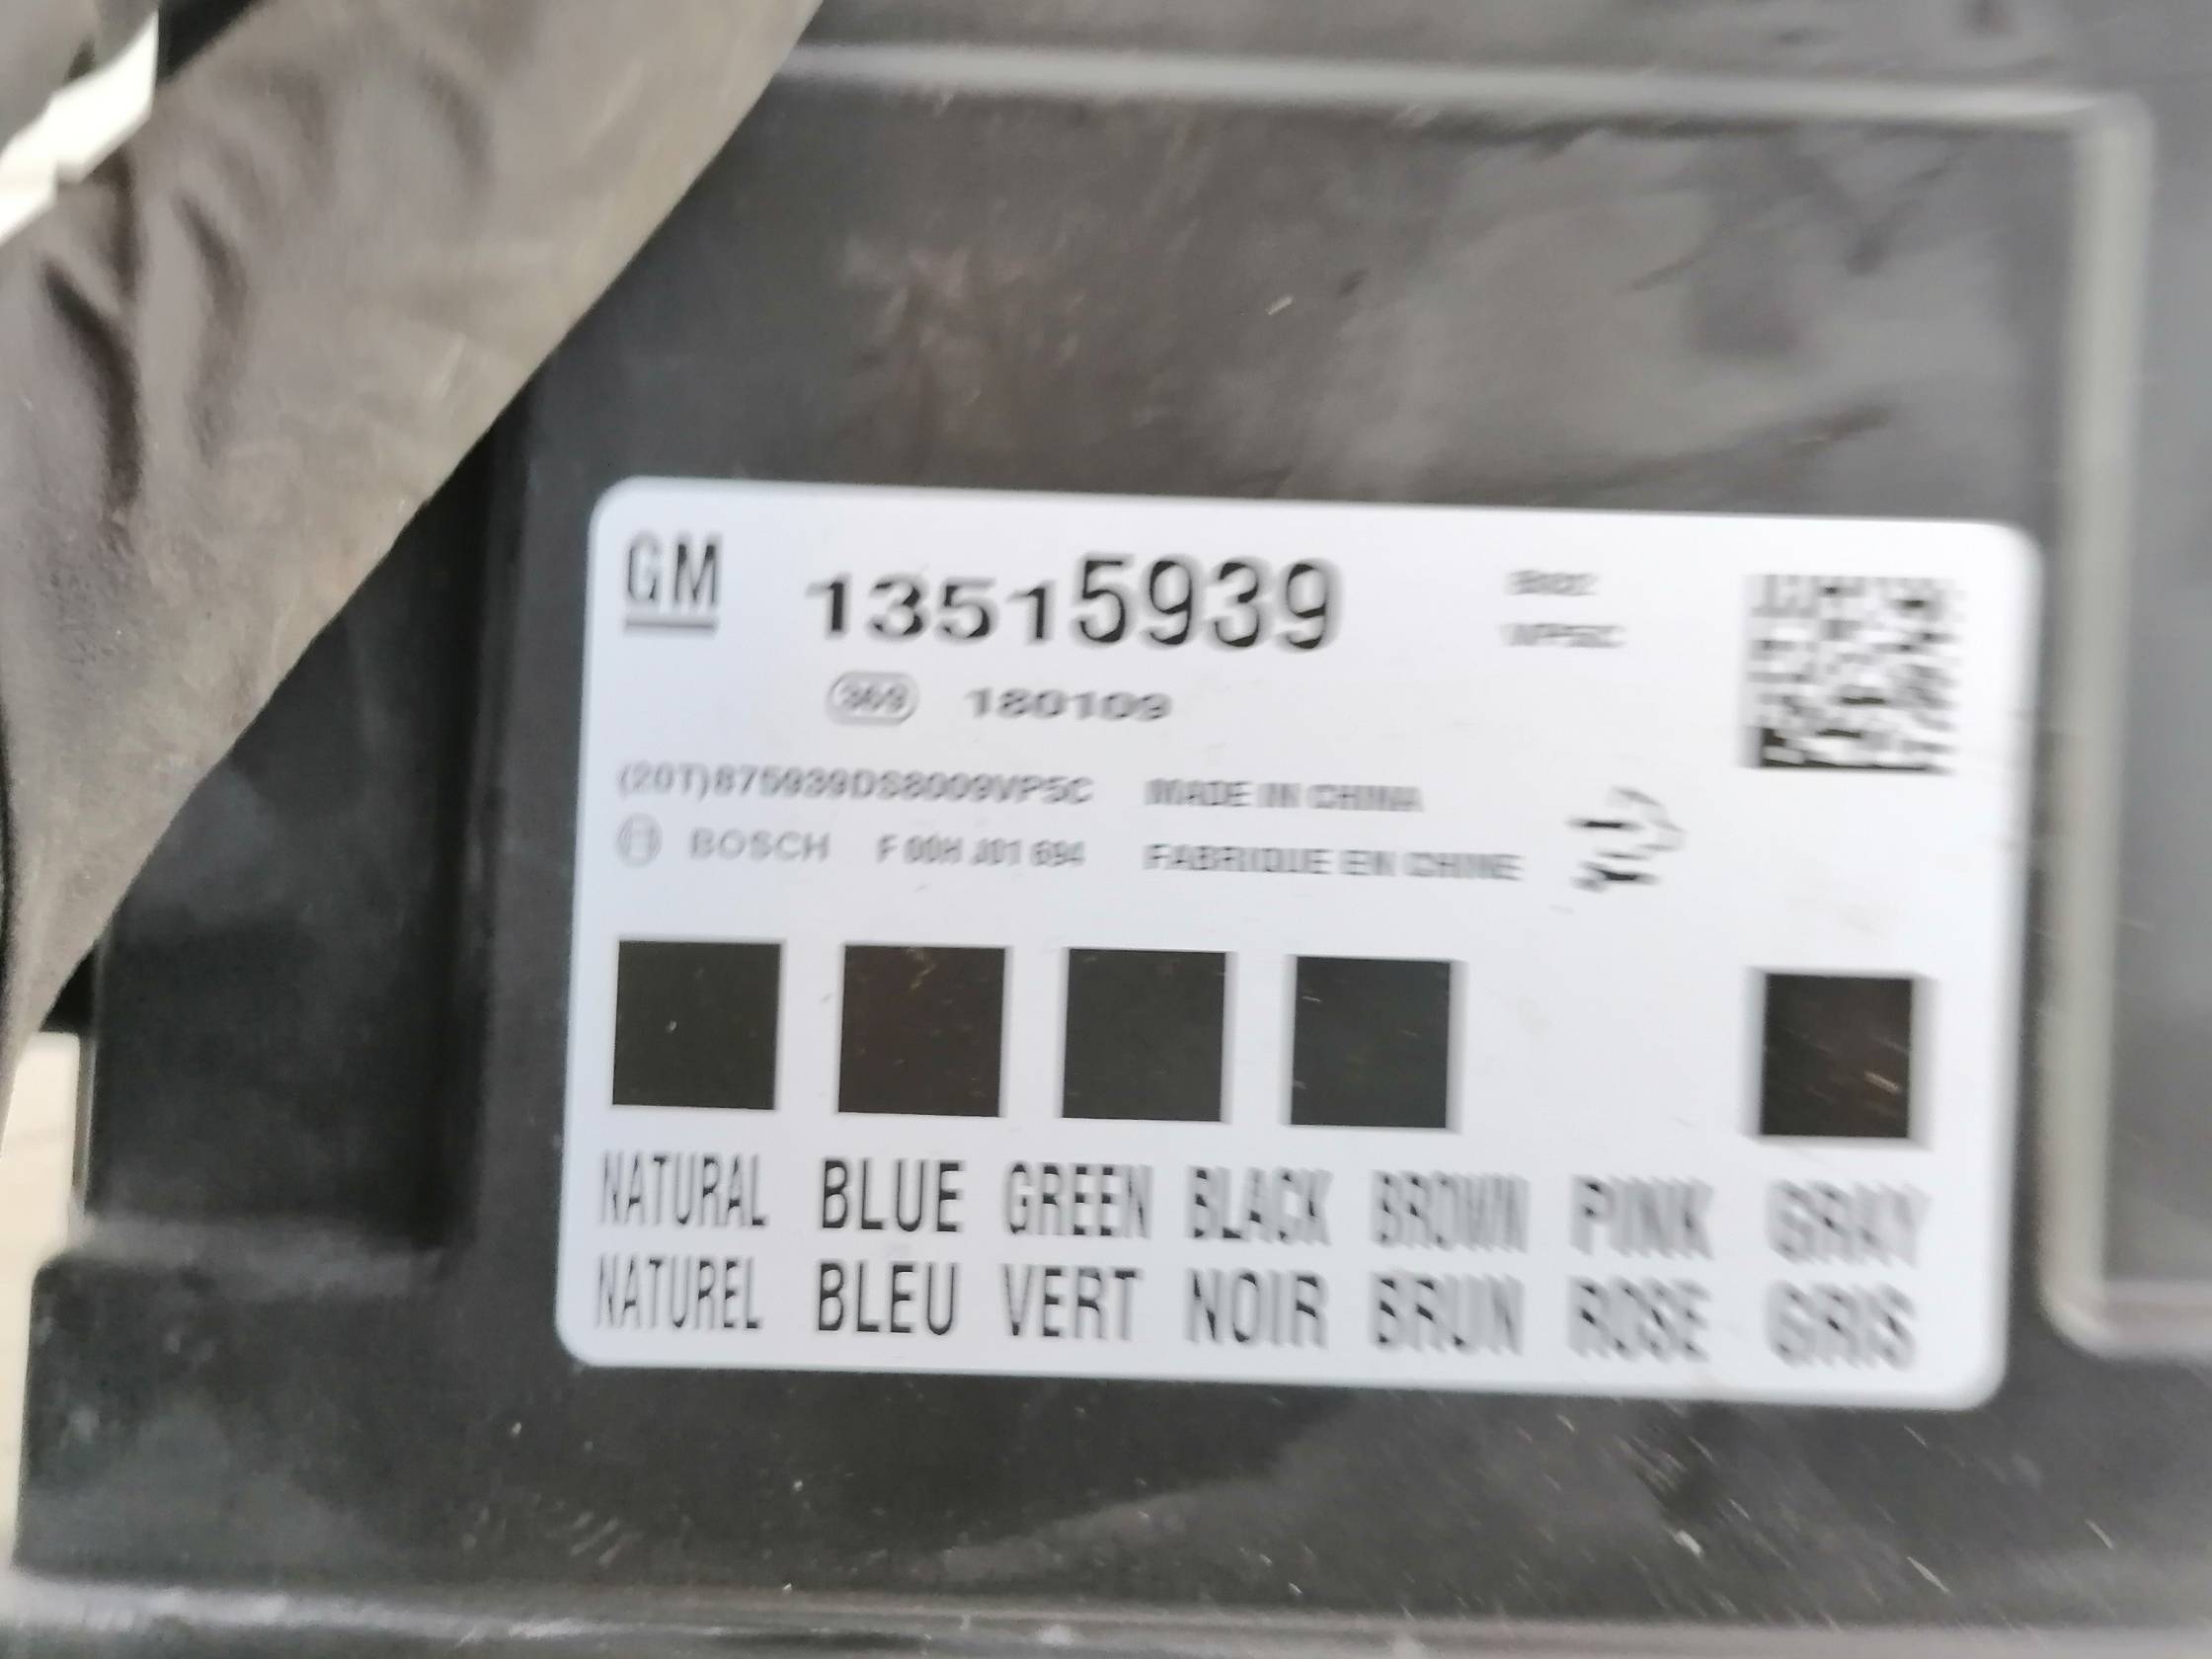 GM 13515939
369 180109
(20T)875939DS8009VP5C MADE IN CHINA
BOSCH F 00H J01 694 FABRIQUE EN CHINE
NATURAL BLUE GREEN BLACK BROWN PINK GRAY
NATUREL BLEU VERT NOIR BRUN ROSE GRIS